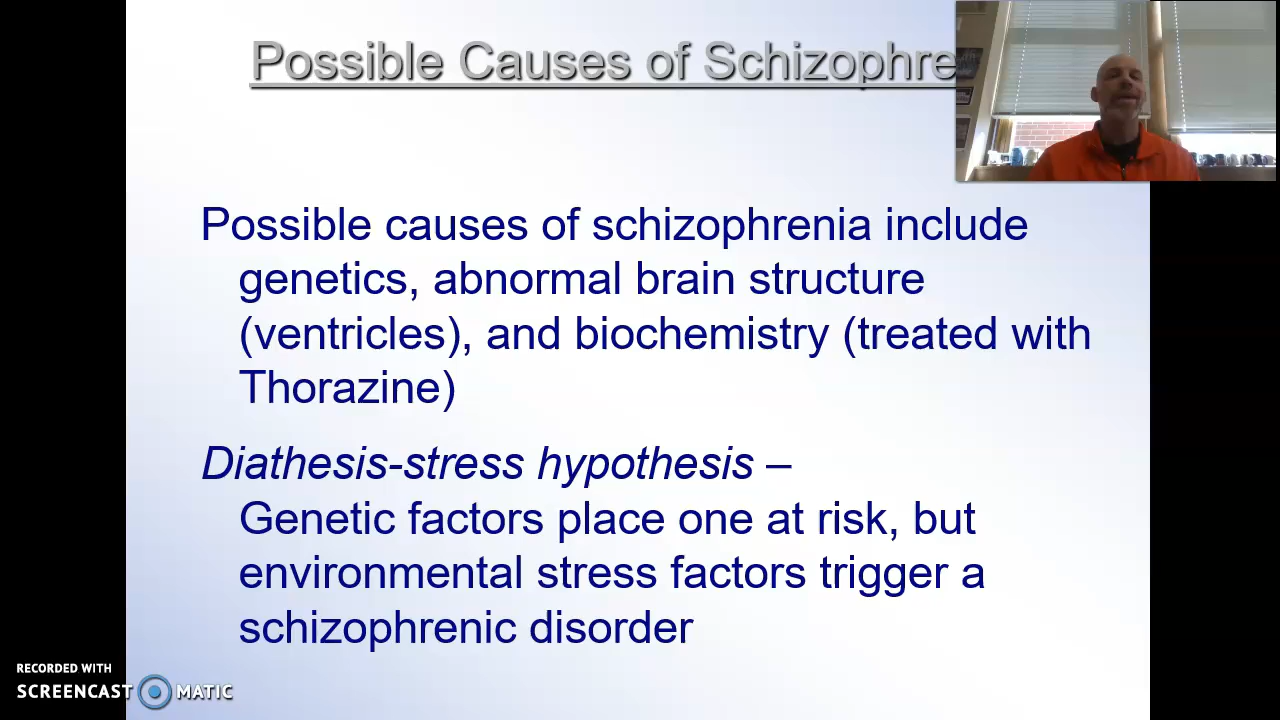 Possible Causes of Schizophre
Possible causes of schizophrenia include
genetics, abnormal brain structure
(ventricles), and biochemistry (treated with
Thorazine)
Diathesis-stress hypothesis –
Genetic factors place one at risk, but
environmental stress factors trigger a
schizophrenic disorder
RECORDED WITH
SCREENCAST MATIC